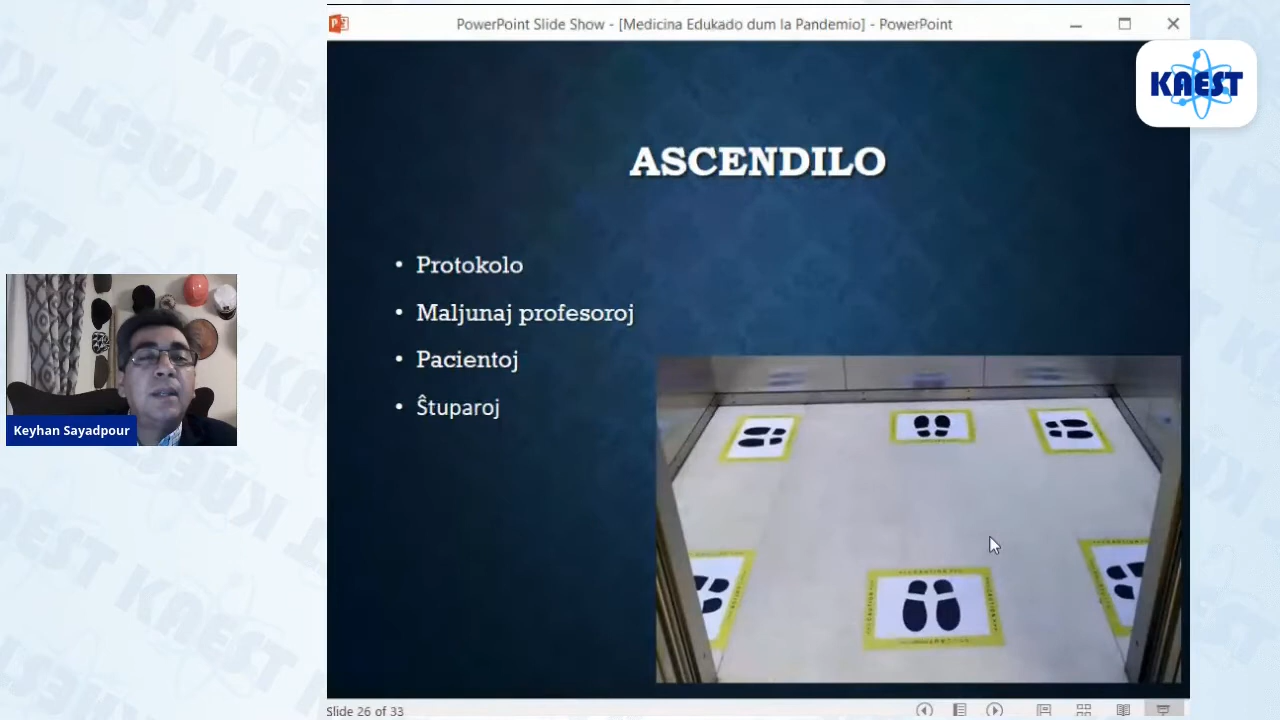 PowerPoint Slide Show - [Medicina Edukado dum la Pandemio] - PowerPoint
KAEST
ASCENDILO
• Protokolo
• Maljunaj profesoroj
• Pacientoj
• Ŝtuparoj
Keyhan Sayadpour
Slide 26 of 33